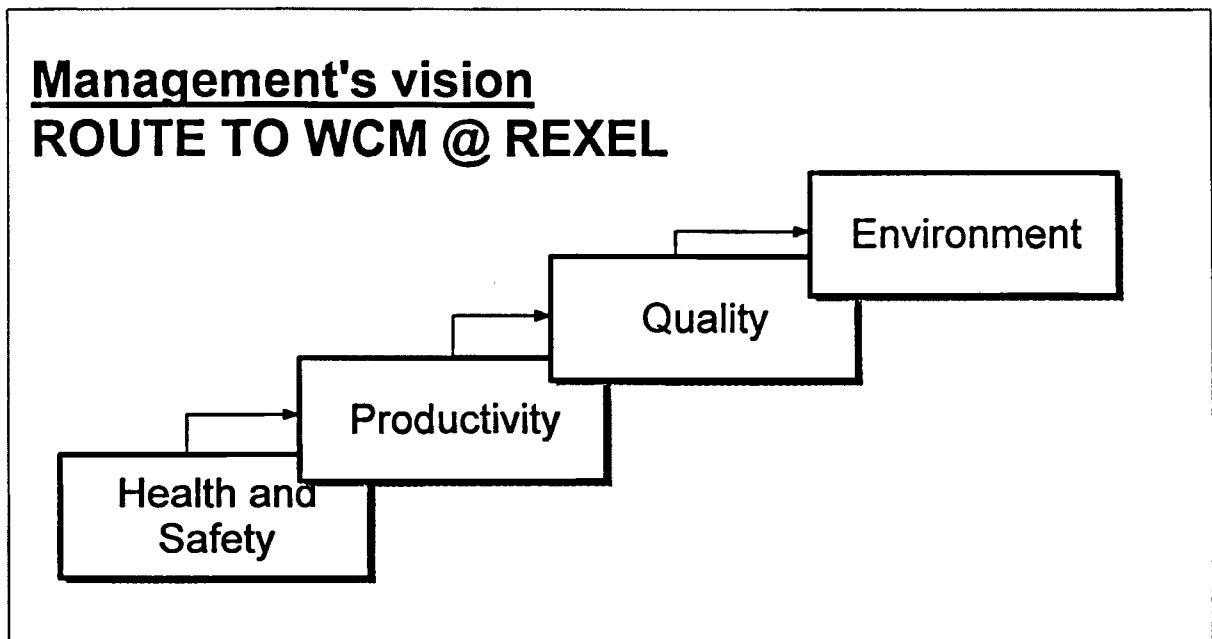 Management's vision
ROUTE TO WCM @ REXEL
Environment
Quality
Productivity
Health and
Safety